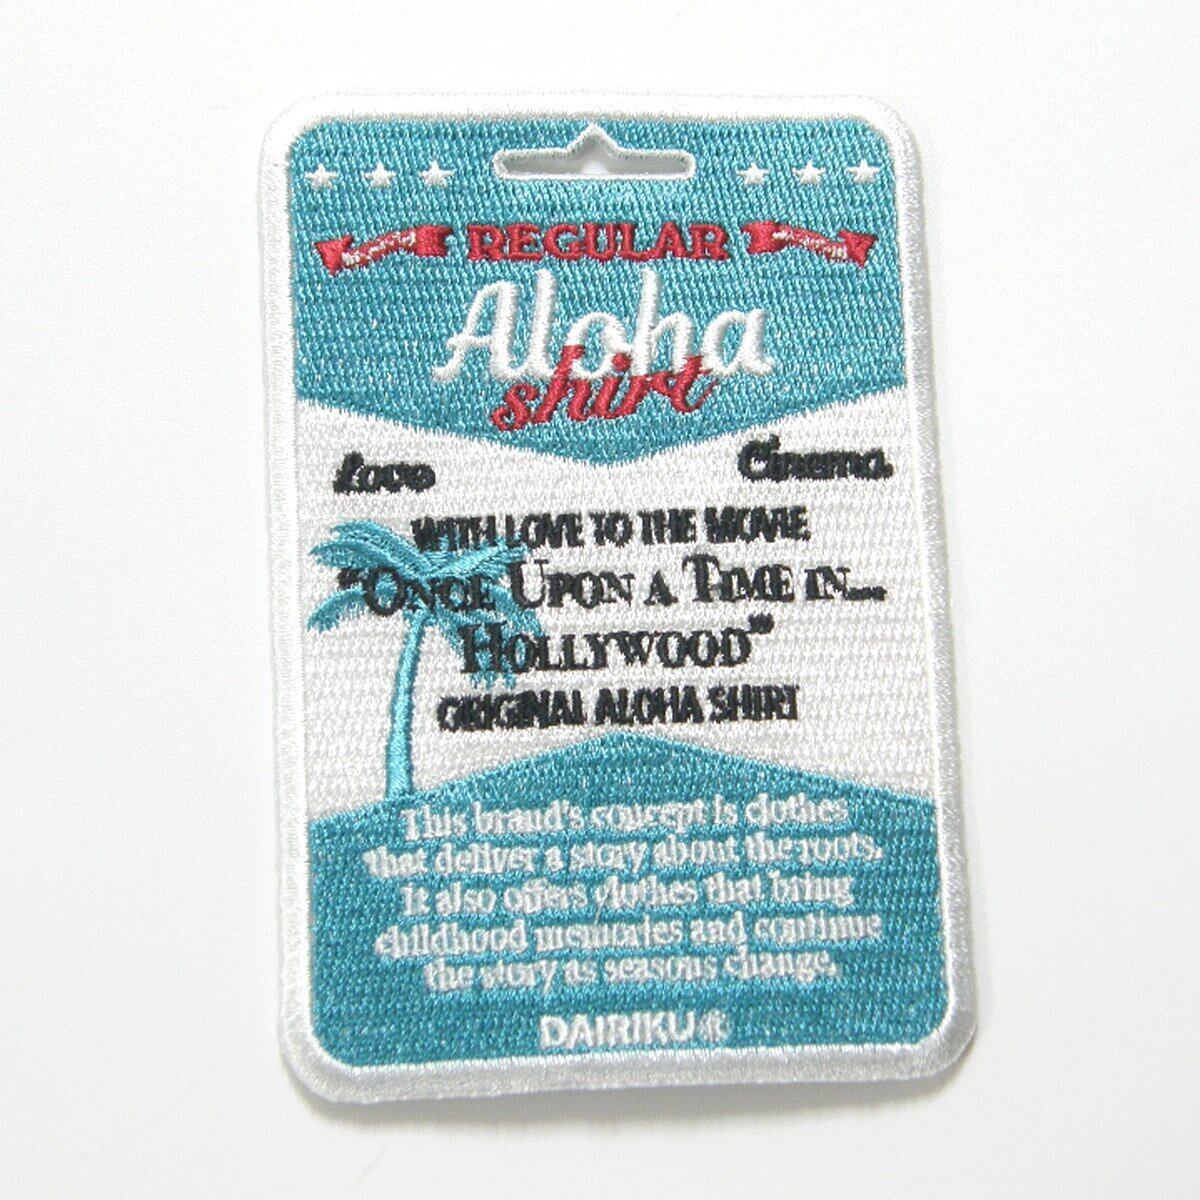 REGULAR
Aloha
shirt
Love Cinema.
WITH LOVE TO THE MOVIE
"ONCE UPON A TIME IN...
HOLLYWOOD"
ORIGINAL ALOHA SHIRT
This brand's concept is clothes
that deliver a story about the roots.
It also offers clothes that bring
childhood memories and continue
the story as seasons change.
DAIRIKU®